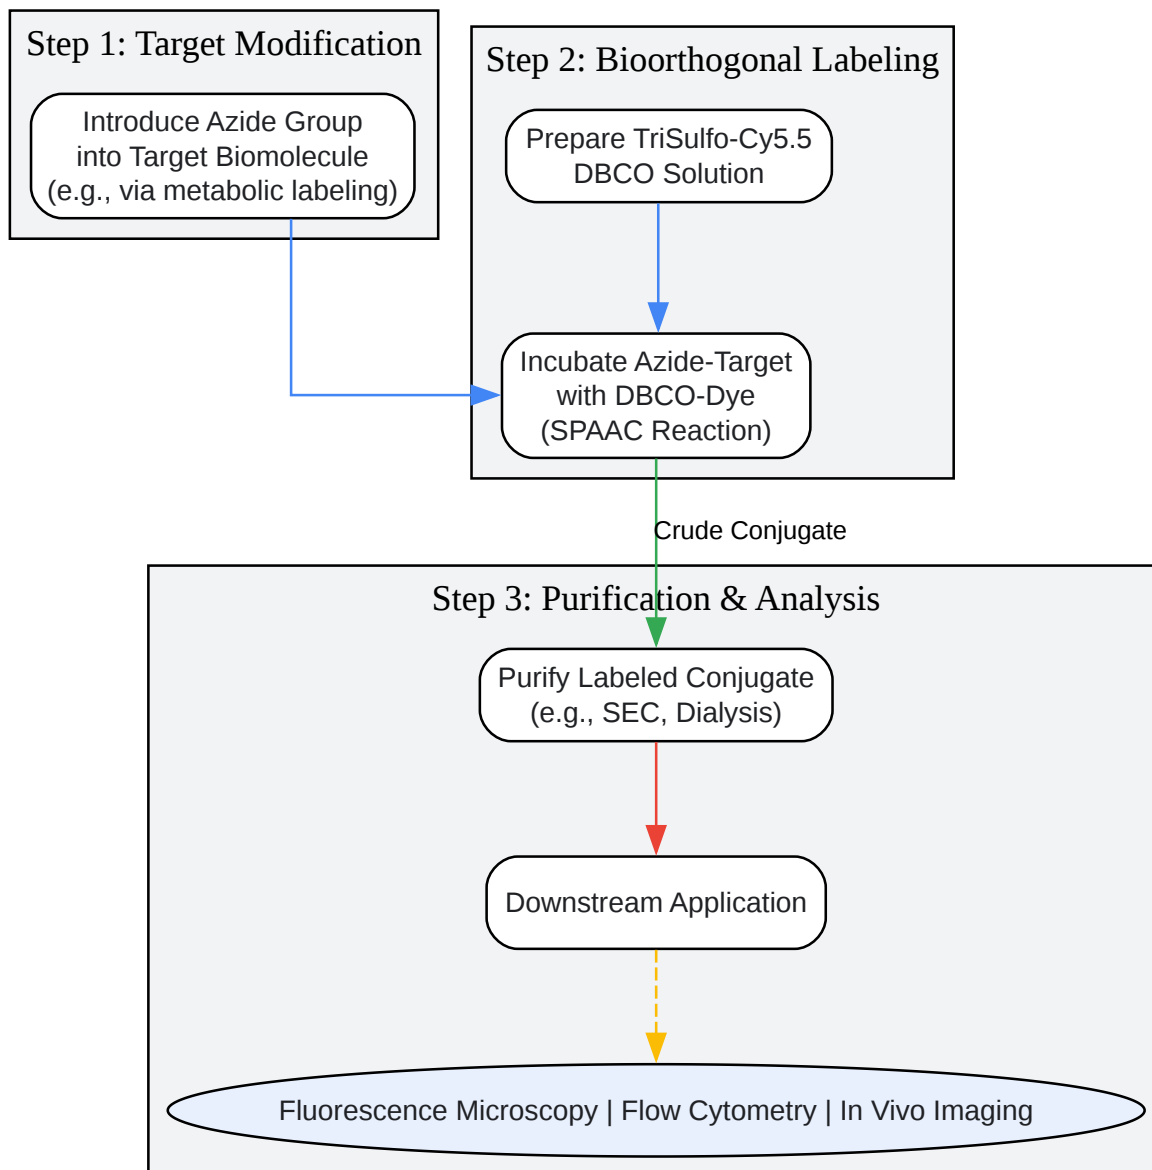 Step 1: Target Modification
Introduce Azide Group
into Target Biomolecule
(e.g., via metabolic labeling)
Step 2: Bioorthogonal Labeling
Prepare TriSulfo-Cy5.5
DBCO Solution
Incubate Azide-Target
with DBCO-Dye
(SPAAC Reaction)
Crude Conjugate
Step 3: Purification & Analysis
Purify Labeled Conjugate
(e.g., SEC, Dialysis)
Downstream Application
Fluorescence Microscopy | Flow Cytometry | In Vivo Imaging